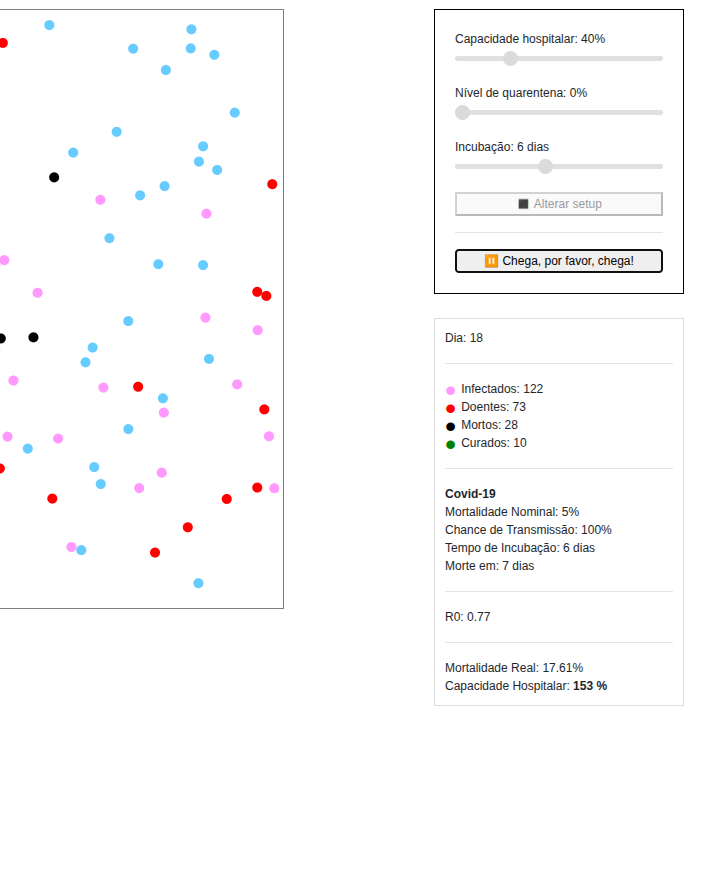 Capacidade hospitalar: 40%
Nível de quarentena: 0%
Incubação: 6 dias
Alterar setup
Chega, por favor, chega!
Dia: 18
Infectados: 122
Doentes: 73
Mortos: 28
Curados: 10
Covid-19
Mortalidade Nominal: 5%
Chance de Transmissão: 100%
Tempo de Incubação: 6 dias
Morte em: 7 dias
R0: 0.77
Mortalidade Real: 17.61%
Capacidade Hospitalar: 153 %